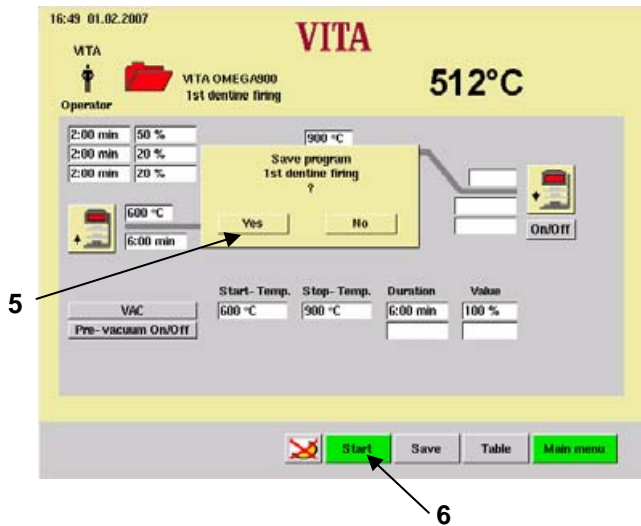 16:49 01.02.2007
VITA
VITA
Operator
VITA OMEGA900
1st dentine firing
512°C
2:00 min 50 %
2:00 min 20 %
2:00 min 20 %
900 °C
Save program
1st dentine firing
?
Yes No
600 °C
6:00 min
On/Off
5
VAC
Pre-vacuum On/Off
Start-Temp. Stop-Temp. Duration Value
600 °C 900 °C 6:00 min 100 %
Start Save Table Main menu
6